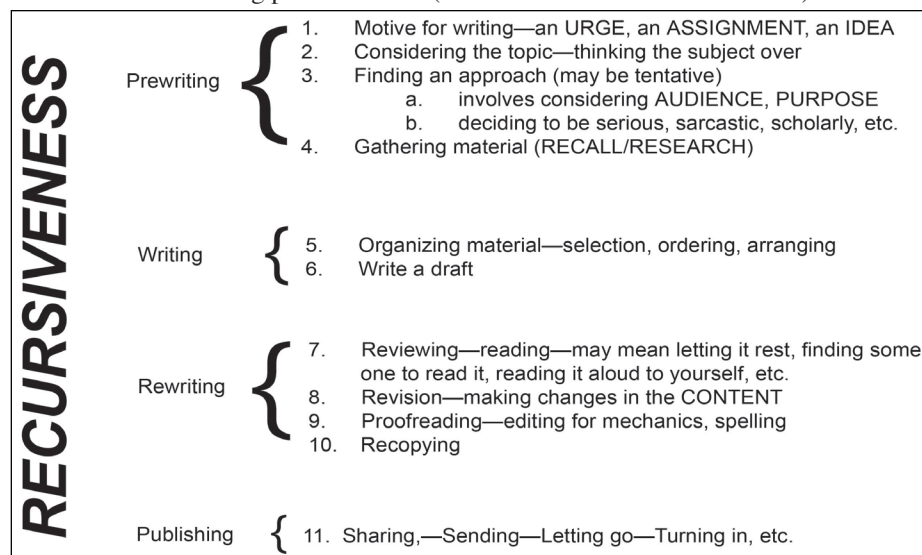 RECURSIVENESS
Prewriting
1. Motive for writing—an URGE, an ASSIGNMENT, an IDEA
2. Considering the topic—thinking the subject over
3. Finding an approach (may be tentative)
a. involves considering AUDIENCE, PURPOSE
b. deciding to be serious, sarcastic, scholarly, etc.
4. Gathering material (RECALL/RESEARCH)
Writing
5. Organizing material—selection, ordering, arranging
6. Write a draft
Rewriting
7. Reviewing—reading—may mean letting it rest, finding some
one to read it, reading it aloud to yourself, etc.
8. Revision—making changes in the CONTENT
9. Proofreading—editing for mechanics, spelling
10. Recopying
Publishing
11. Sharing,—Sending—Letting go—Turning in, etc.